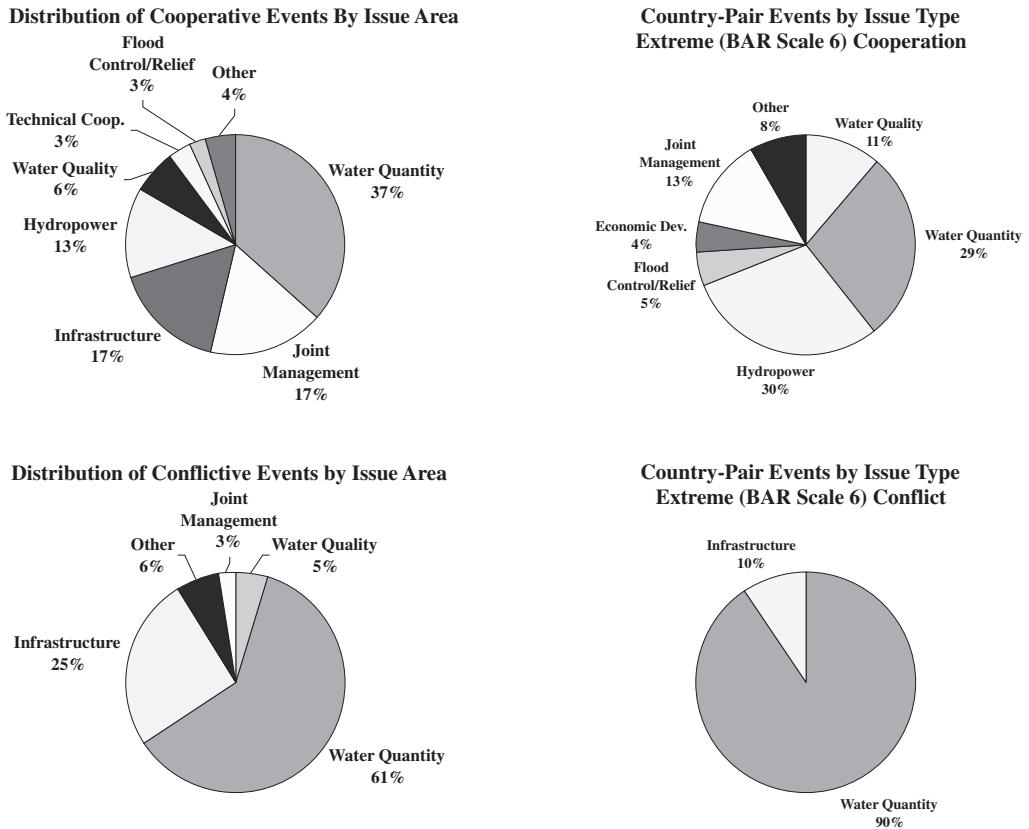 Distribution of Cooperative Events By Issue Area
Flood
Control/Relief
3%
Other
4%
Technical Coop.
3%
Water Quality
6%
Hydropower
13%
Infrastructure
17%
Joint
Management
17%
Water Quantity
37%
Country-Pair Events by Issue Type
Extreme (BAR Scale 6) Cooperation
Other
8%
Water Quality
11%
Joint
Management
13%
Economic Dev.
4%
Flood
Control/Relief
5%
Water Quantity
29%
Hydropower
30%
Distribution of Conflictive Events by Issue Area
Joint
Management
3%
Other
6%
Water Quality
5%
Infrastructure
25%
Water Quantity
61%
Country-Pair Events by Issue Type
Extreme (BAR Scale 6) Conflict
Infrastructure
10%
Water Quantity
90%